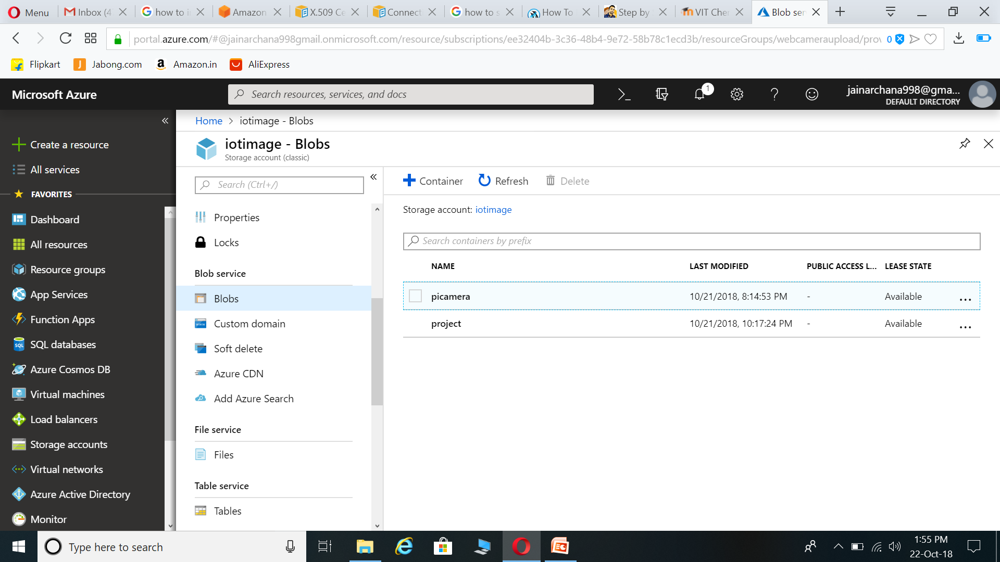 Menu
Inbox (4
how to i
Amazon
X.509 Ce
Connect
how to s
How To
Step by
VIT Cher
Blob ser
portal.azure.com/#@jainarchana998gmail.onmicrosoft.com/resource/subscriptions/ee32404b-3c36-48b4-9e72-58b78c1ecd3b/resourceGroups/webcameraupload/prov
0
Flipkart
Jabong.com
Amazon.in
AliExpress
Microsoft Azure
Search resources, services, and docs
1
jainarchana998@gma...
DEFAULT DIRECTORY
Create a resource
All services
FAVORITES
Dashboard
All resources
Resource groups
App Services
Function Apps
SQL databases
Azure Cosmos DB
Virtual machines
Load balancers
Storage accounts
Virtual networks
Azure Active Directory
Monitor
Home > iotimage - Blobs
iotimage - Blobs
Storage account (classic)
Search (Ctrl+/)
Properties
Locks
Blob service
Blobs
Custom domain
Soft delete
Azure CDN
Add Azure Search
File service
Files
Table service
Tables
Container
Refresh
Delete
Storage account: iotimage
Search containers by prefix
NAME LAST MODIFIED PUBLIC ACCESS L... LEASE STATE
picamera 10/21/2018, 8:14:53 PM - Available ...
project 10/21/2018, 10:17:24 PM - Available ...
Type here to search
1:55 PM
22-Oct-18